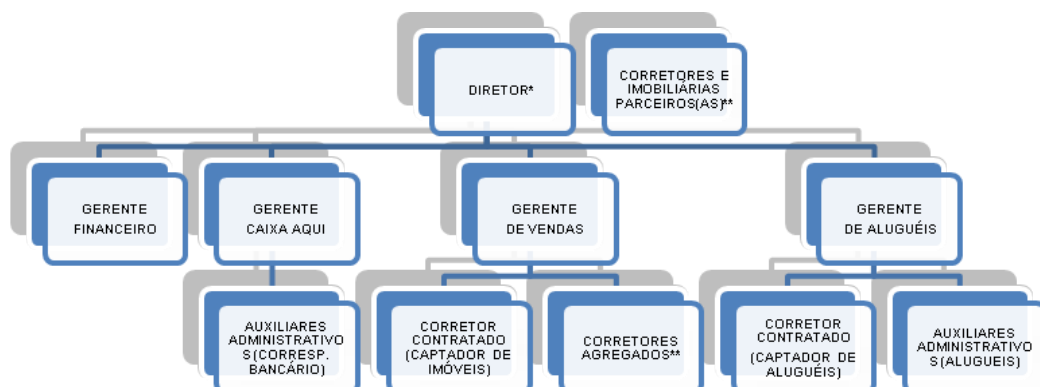 DIRETOR*
CORRETORES E
IMOBILIÁRIAS
PARCEIROS(AS)**
GERENTE
FINANCEIRO
GERENTE
CAIXA AQUI
GERENTE
DE VENDAS
GERENTE
DE ALUGUÉIS
AUXILIARES
ADMINISTRATIVO
S (CORRESP.
BANCÁRIO)
CORRETOR
CONTRATADO
(CAPTADOR DE
IMÓVEIS)
CORRETORES
AGREGADOS**
CORRETOR
CONTRATADO
(CAPTADOR DE
ALUGUÉIS)
AUXILIARES
ADMINISTRATIVO
S (ALUGUEIS)